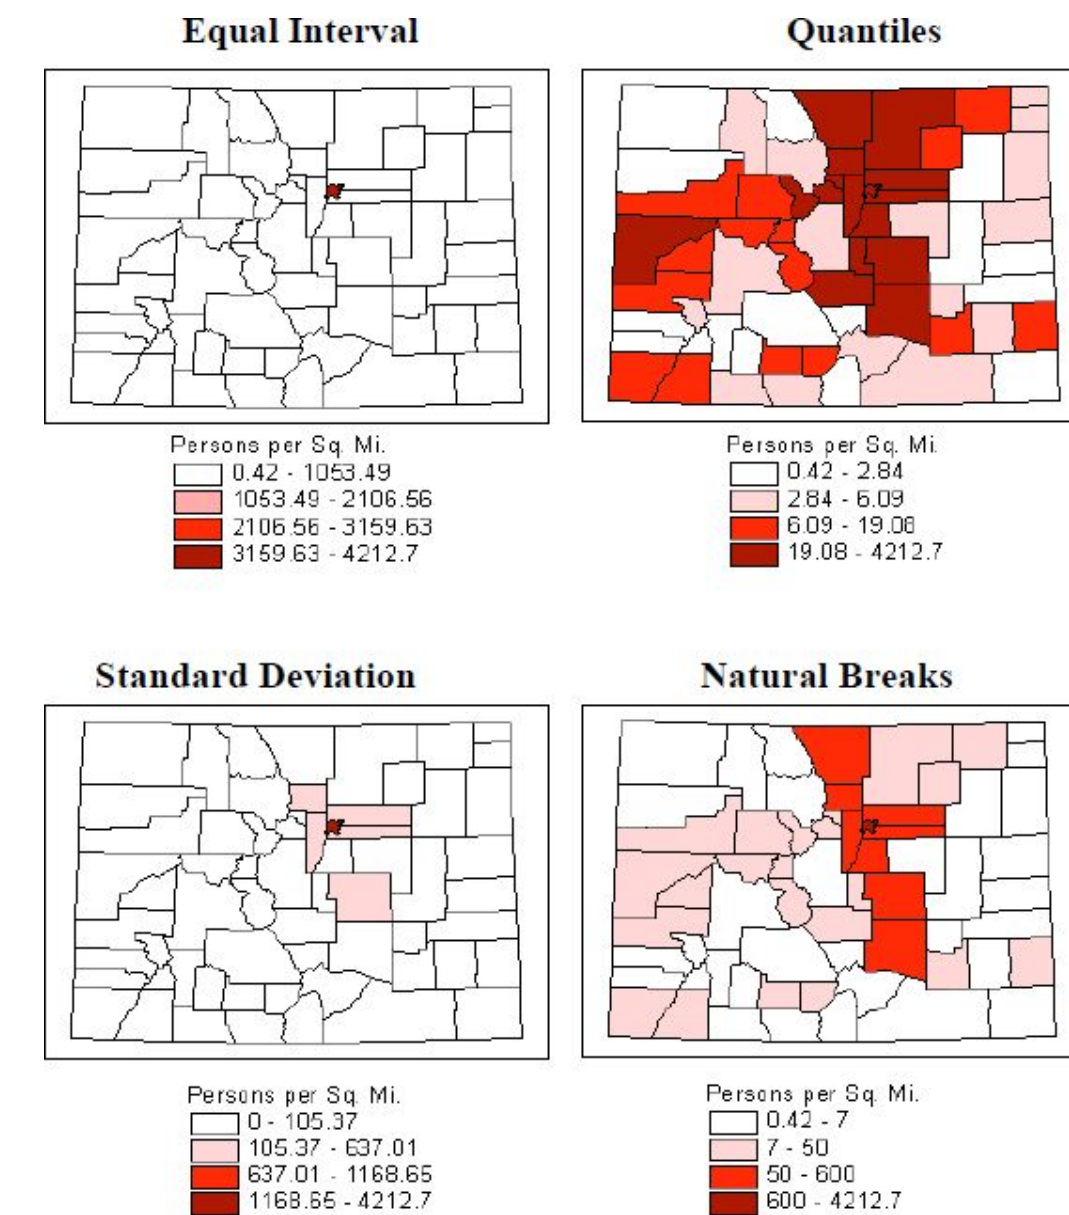 Equal Interval
Quantiles
Persons per Sq. Mi.
0.42 - 1053.49
1053.49 - 2106.56
2106.56 - 3159.63
3159.63 - 4212.7
Persons per Sq. Mi.
0.42 - 2.84
2.84 - 6.09
6.09 - 19.08
19.08 - 4212.7
Standard Deviation
Natural Breaks
Persons per Sq. Mi.
0 - 105.37
105.37 - 637.01
637.01 - 1168.65
1168.65 - 4212.7
Persons per Sq. Mi.
0.42 - 7
7 - 50
50 - 600
600 - 4212.7